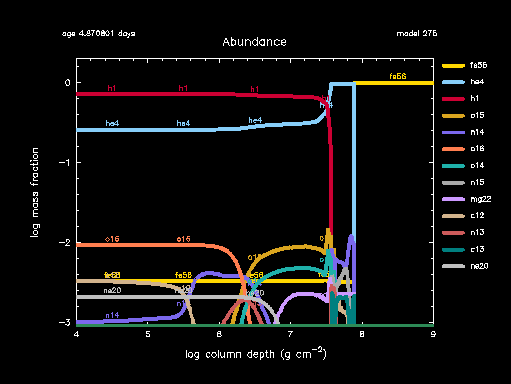 age 4.870801 days
model 275
Abundance
fe56
he4
h1
o15
n14
o16
o14
n15
mg22
c12
n13
c13
ne20
log mass fraction
0
−1
−2
−3
h1 h1 h1
fe56
he4 he4 he4
o16 o16
fe56 fe56 fe56
ne20
n14
4 5 6 7 8 9
log column depth (g cm−2)